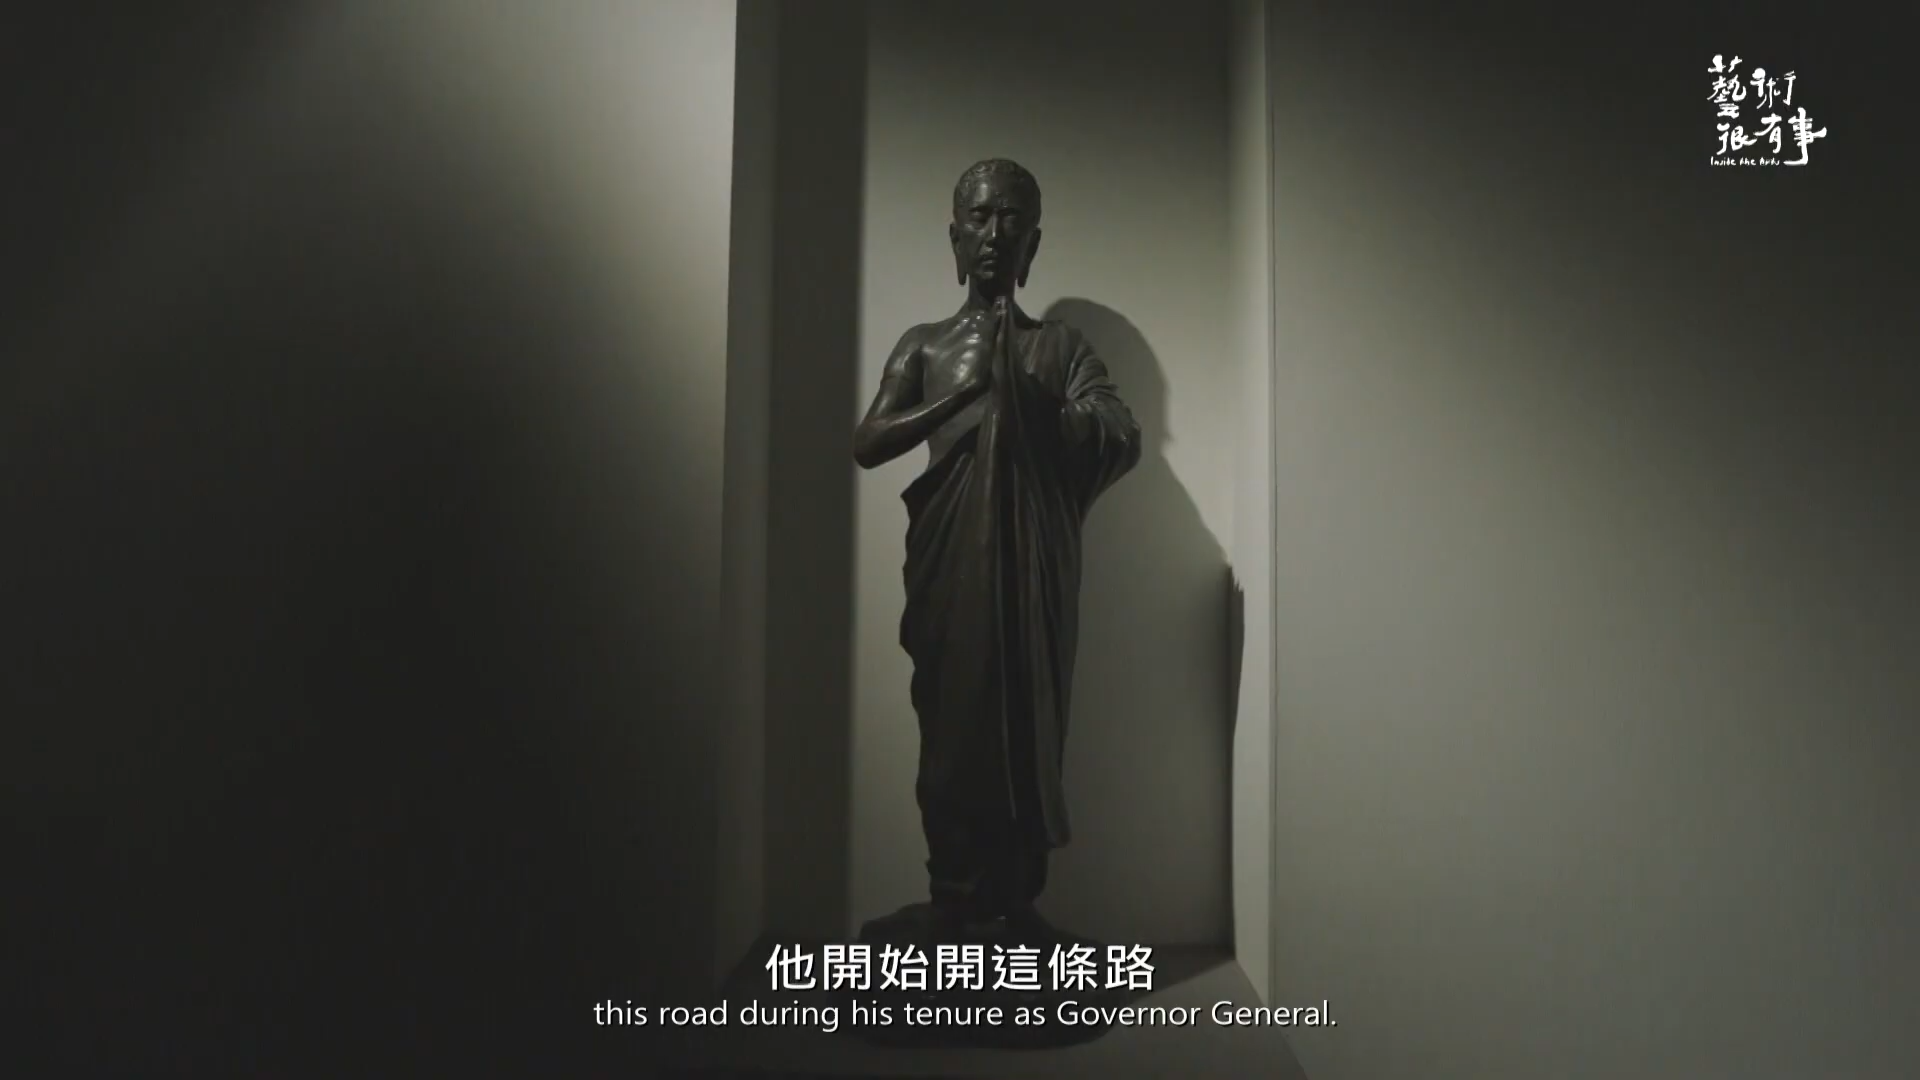 藝術
很有事
Inside the Arts
他開始開這條路
this road during his tenure as Governor General.